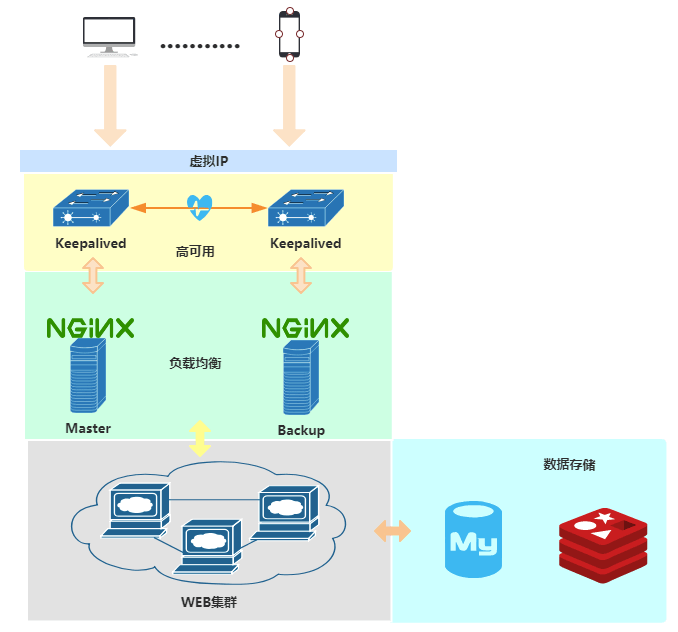 虚拟IP
Keepalived
Keepalived
高可用
NGiNX
NGiNX
负载均衡
Master
Backup
数据存储
My
WEB集群